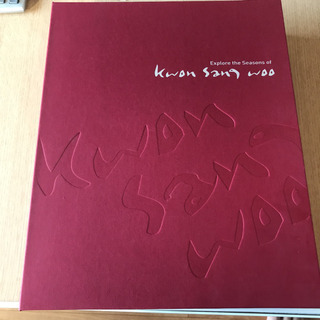 Explore the Seasons of
Kwon Sang Woo
Kwon
Sang
Woo